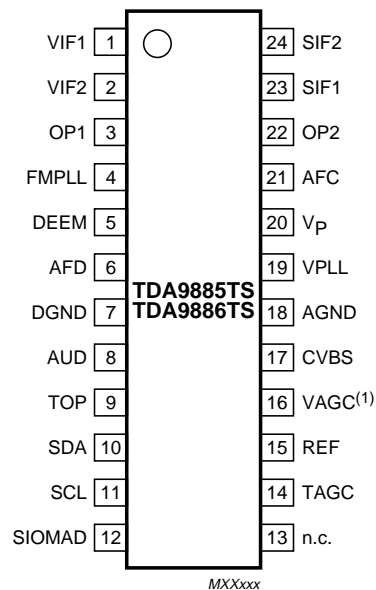 VIF1 1 24 SIF2
VIF2 2 23 SIF1
OP1 3 22 OP2
FMPLL 4 21 AFC
DEEM 5 20 VP
AFD 6 19 VPLL
TDA9885TS
TDA9886TS
DGND 7 18 AGND
AUD 8 17 CVBS
TOP 9 16 VAGC(1)
SDA 10 15 REF
SCL 11 14 TAGC
SIOMAD 12 13 n.c.
MXXxxx